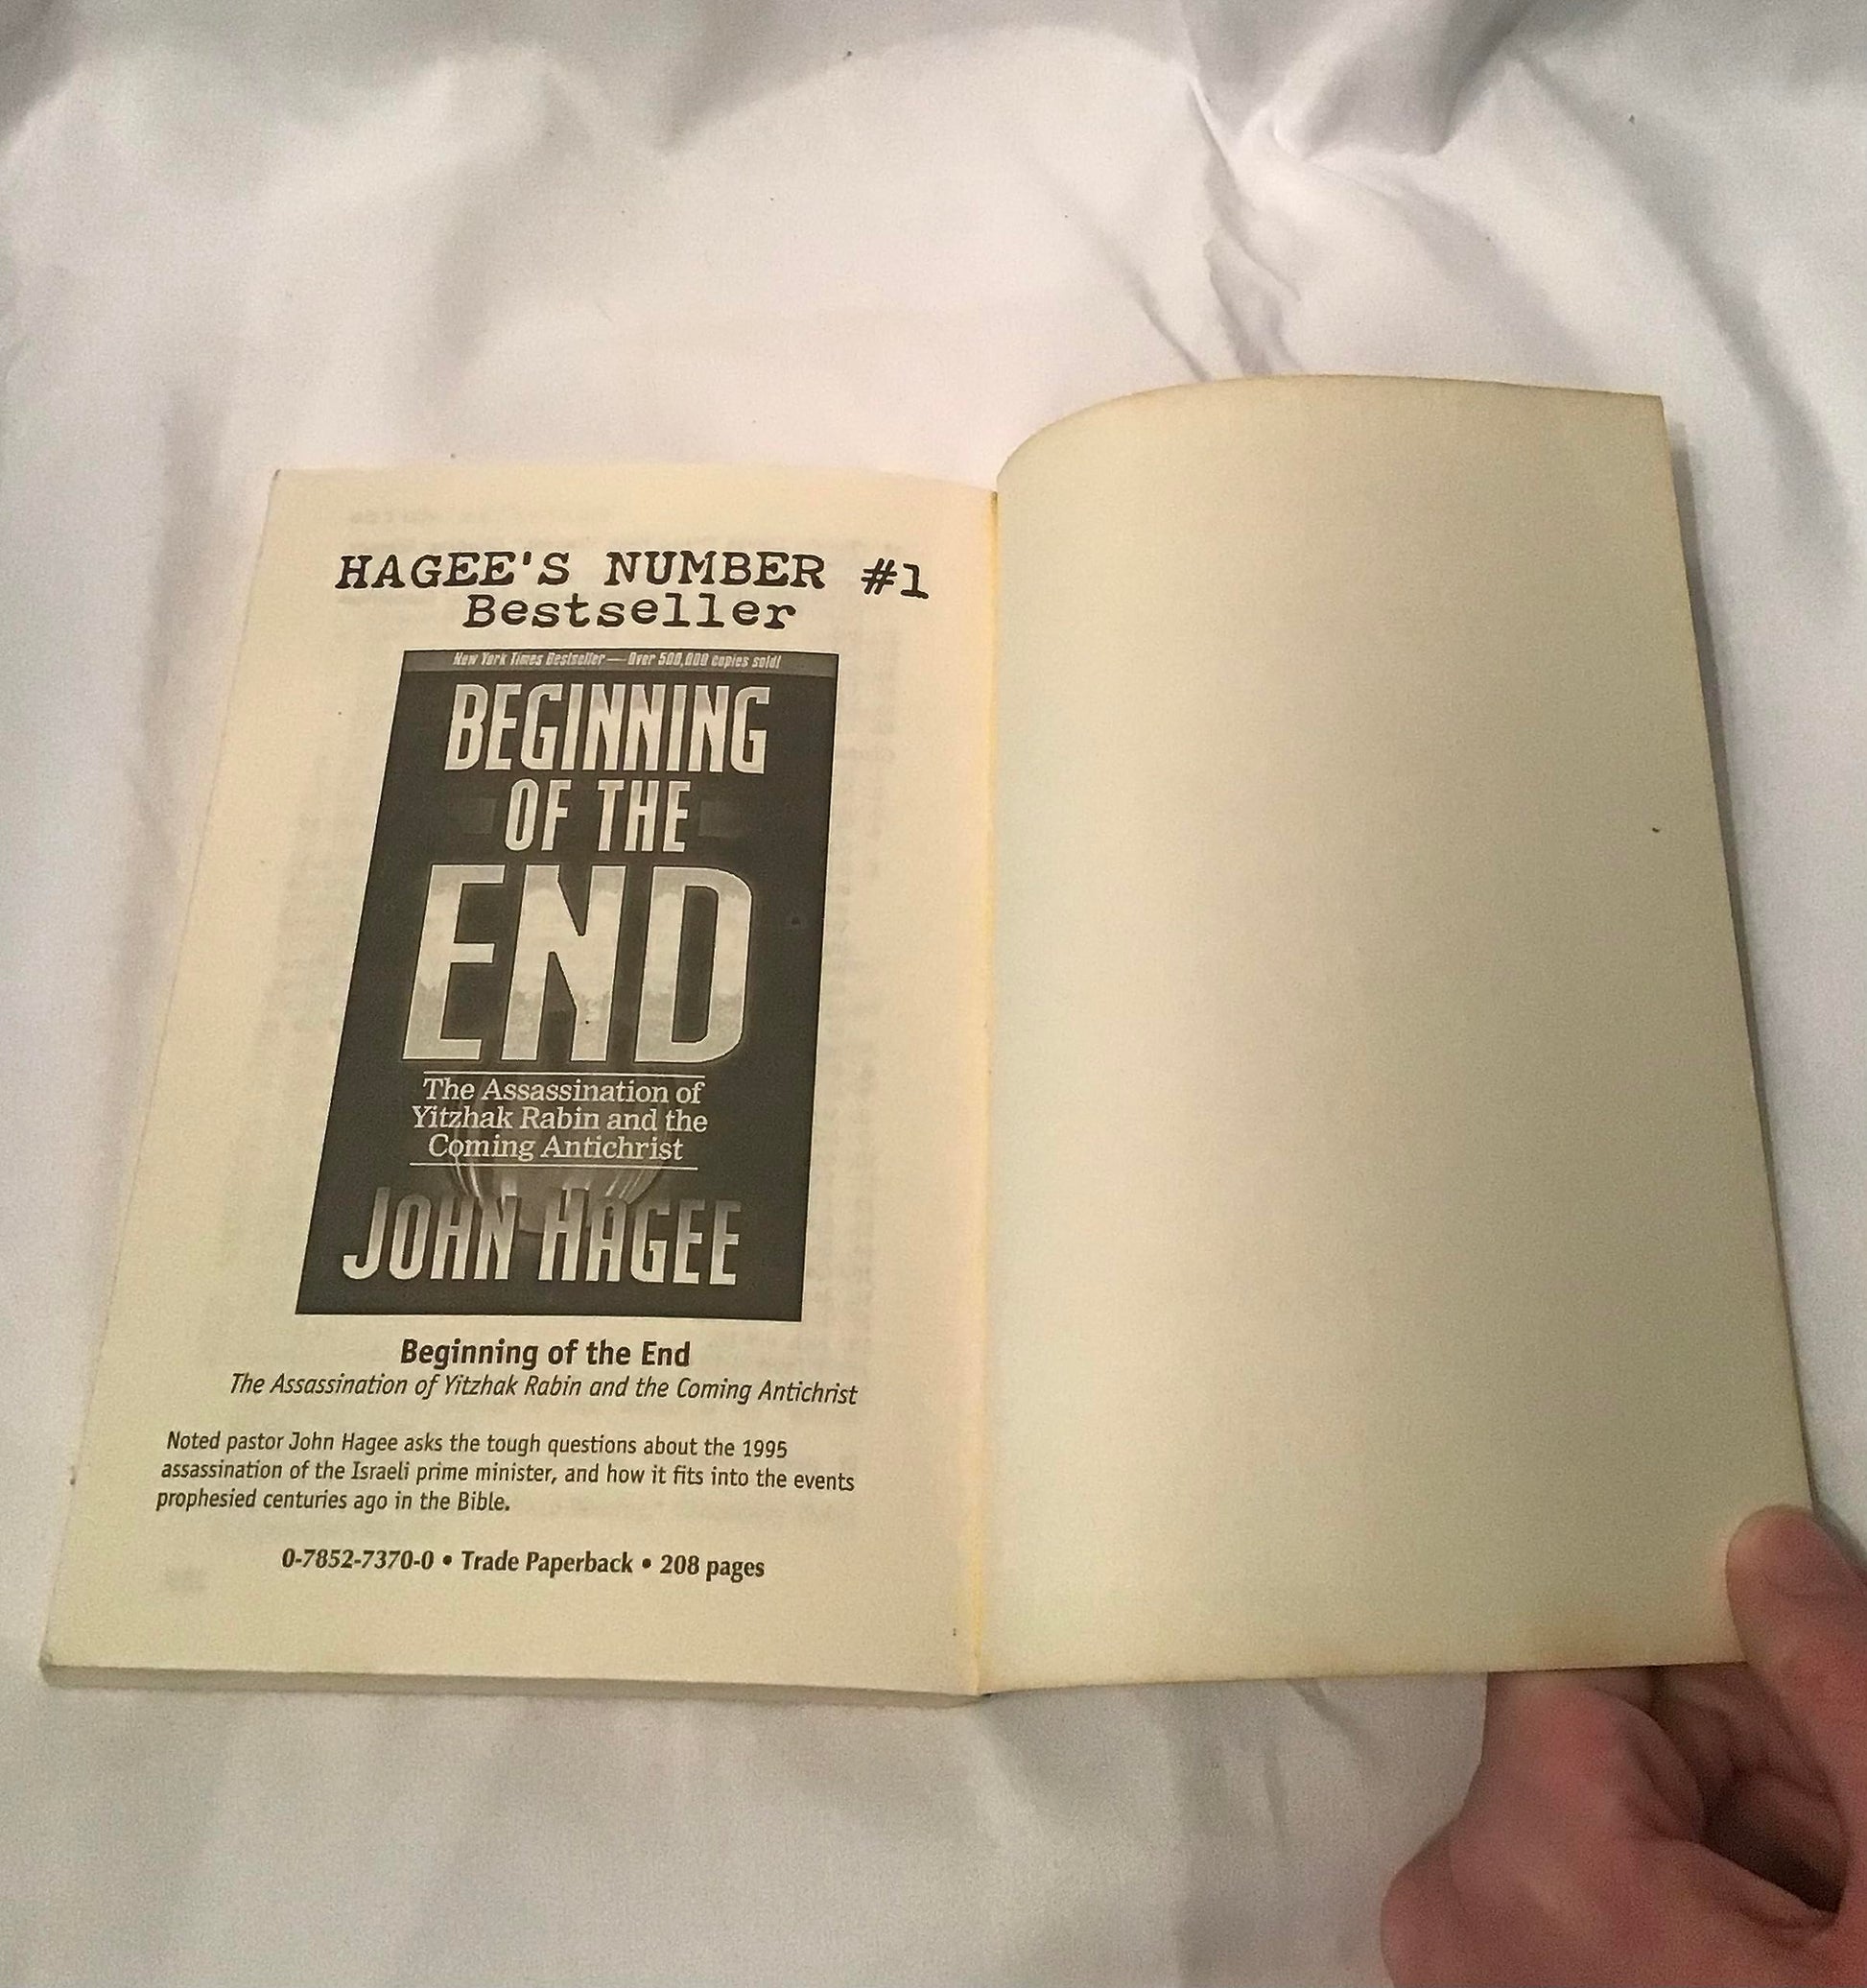 HAGEE'S NUMBER #1
Bestseller
New York Times Bestseller — Over 500,000 copies sold!
BEGINNING
OF THE
END
The Assassination of
Yitzhak Rabin and the
Coming Antichrist
JOHN HAGEE
Beginning of the End
The Assassination of Yitzhak Rabin and the Coming Antichrist
Noted pastor John Hagee asks the tough questions about the 1995
assassination of the Israeli prime minister, and how it fits into the events
prophesied centuries ago in the Bible.
0-7852-7370-0 • Trade Paperback • 208 pages